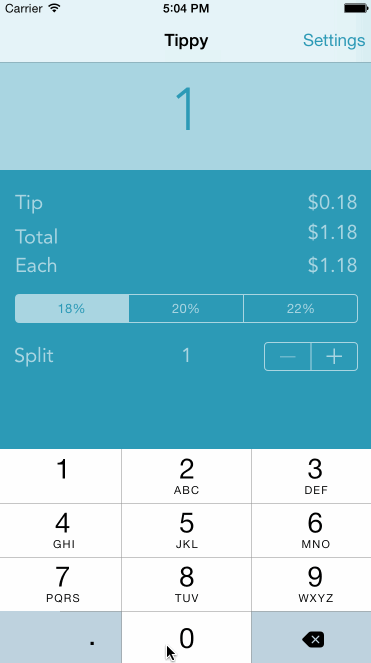 Carrier 5:04 PM
Tippy Settings
1
Tip $0.18
Total $1.18
Each $1.18
18% 20% 22%
Split 1 — +
1 2 3
ABC DEF
4 5 6
GHI JKL MNO
7 8 9
PQRS TUV WXYZ
. 0